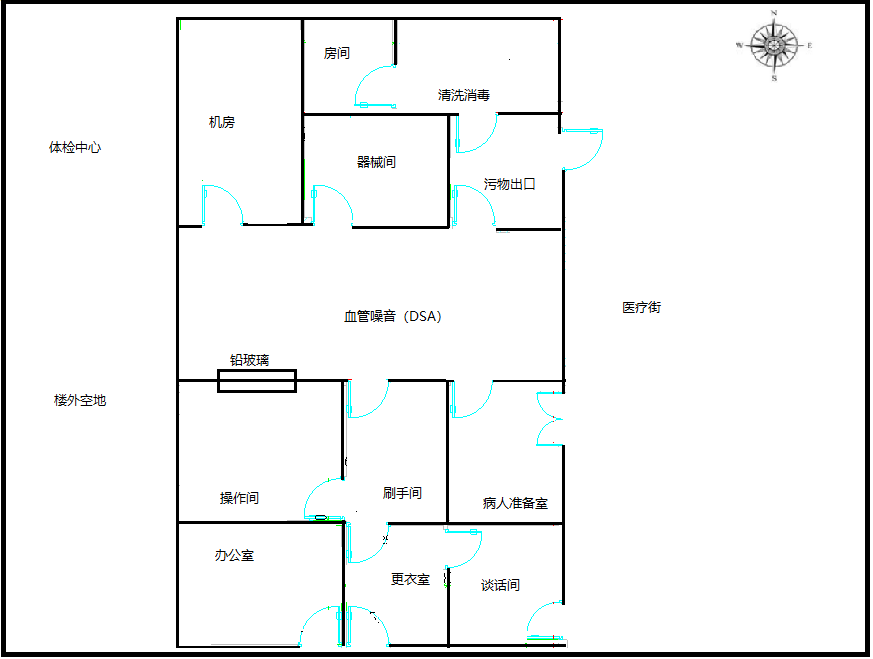 N
W
E
S
房间
清洗消毒
机房
体检中心
器械间
污物出口
医疗街
血管噪音（DSA）
铅玻璃
楼外空地
操作间
刷手间
病人准备室
办公室
更衣室
谈话间